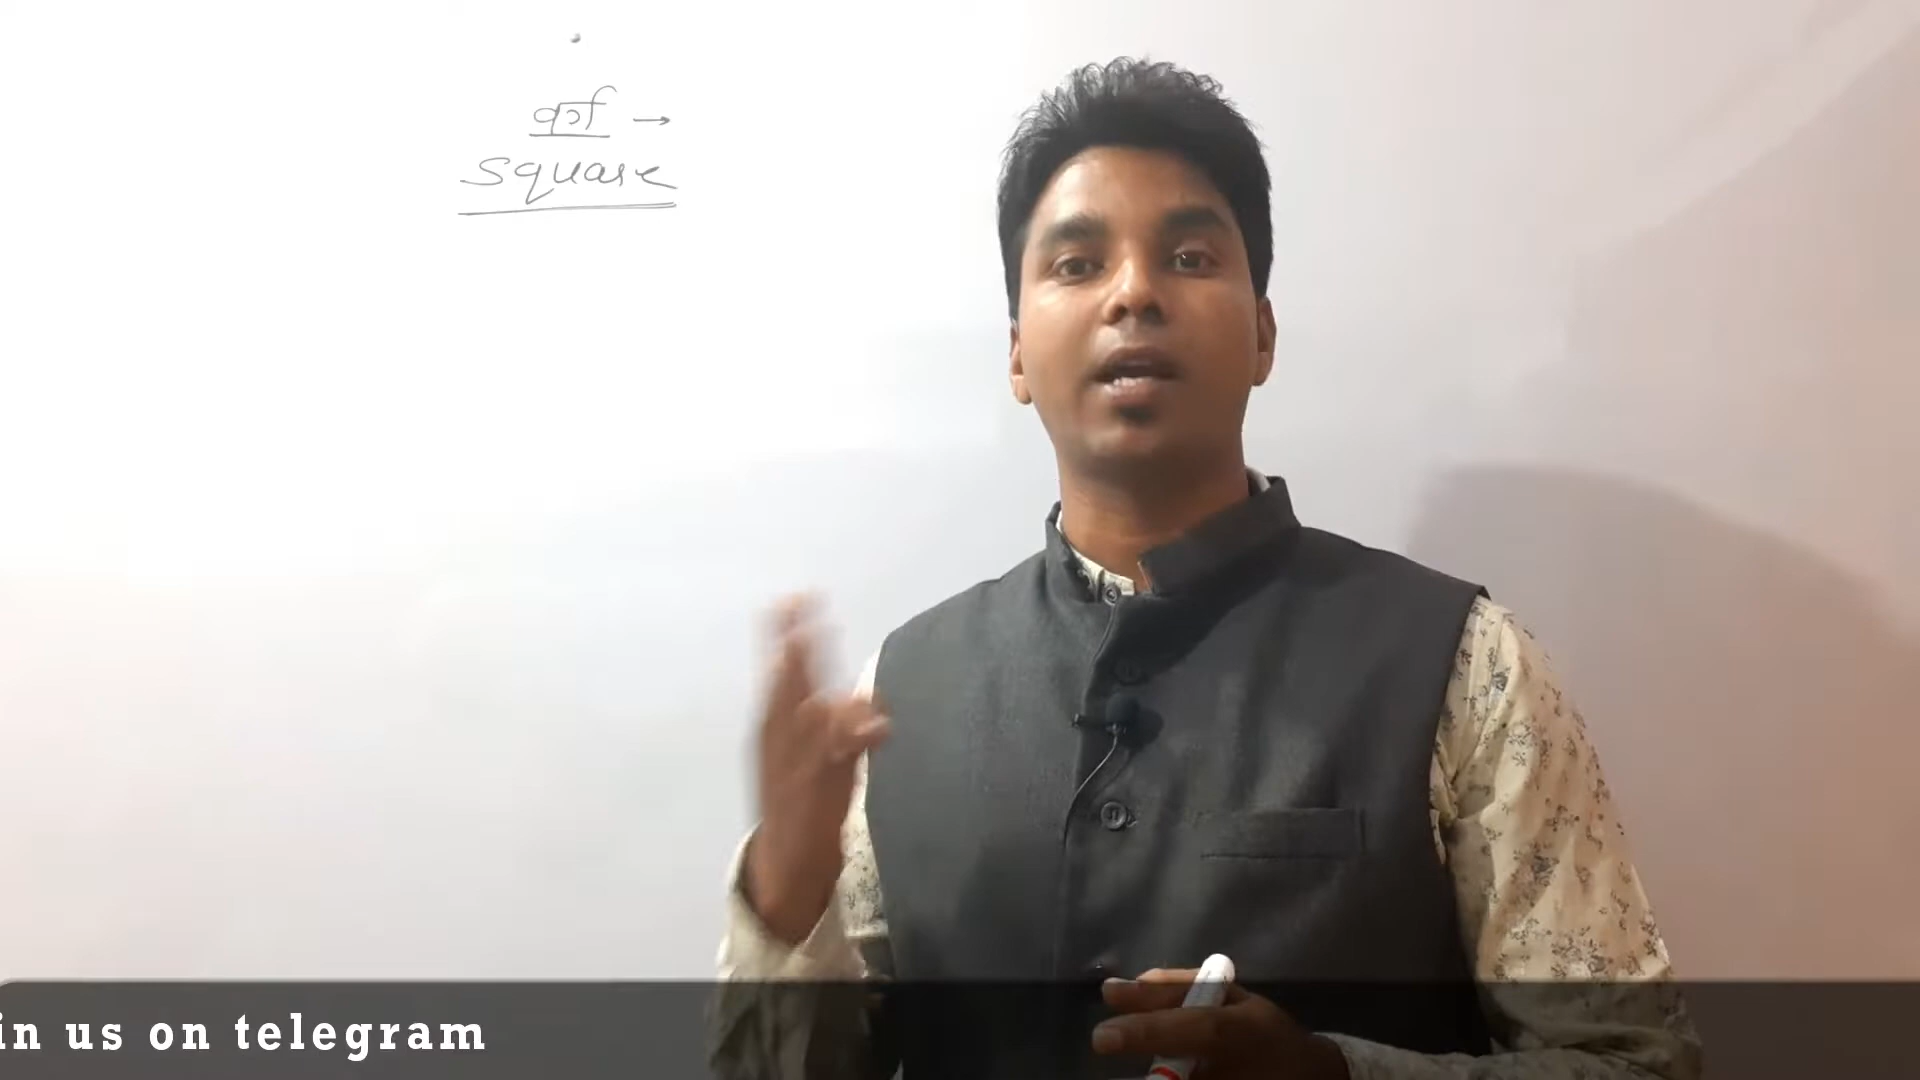 वर्ग →
square
in us on telegram